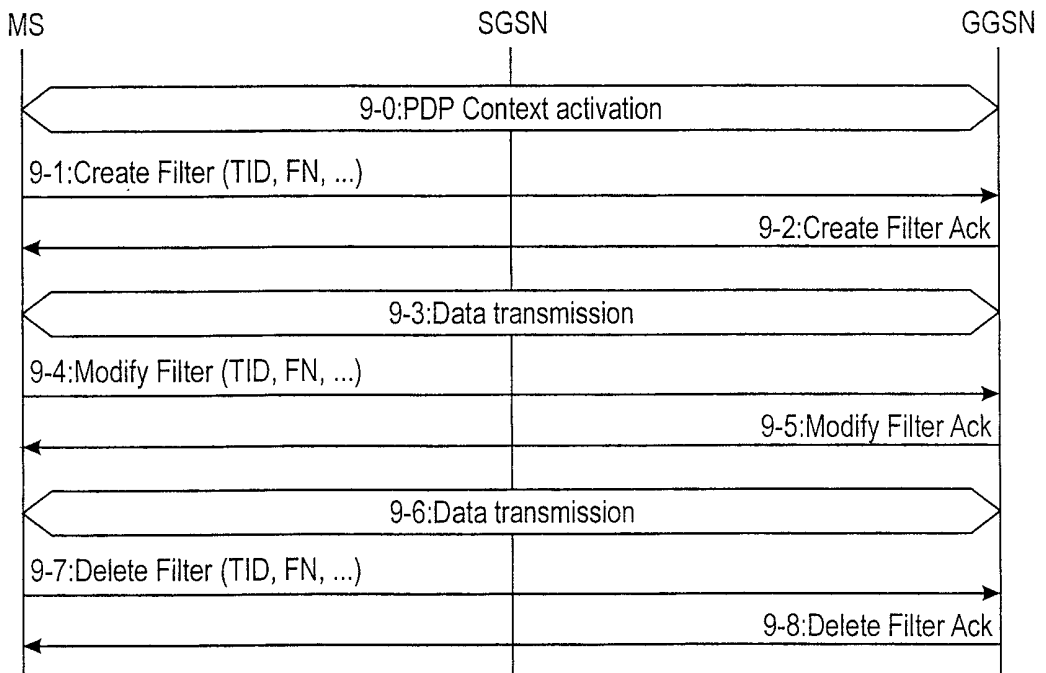 MS SGSN GGSN
9-0:PDP Context activation
9-1:Create Filter (TID, FN, ...)
9-2:Create Filter Ack
9-3:Data transmission
9-4:Modify Filter (TID, FN, ...)
9-5:Modify Filter Ack
9-6:Data transmission
9-7:Delete Filter (TID, FN, ...)
9-8:Delete Filter Ack